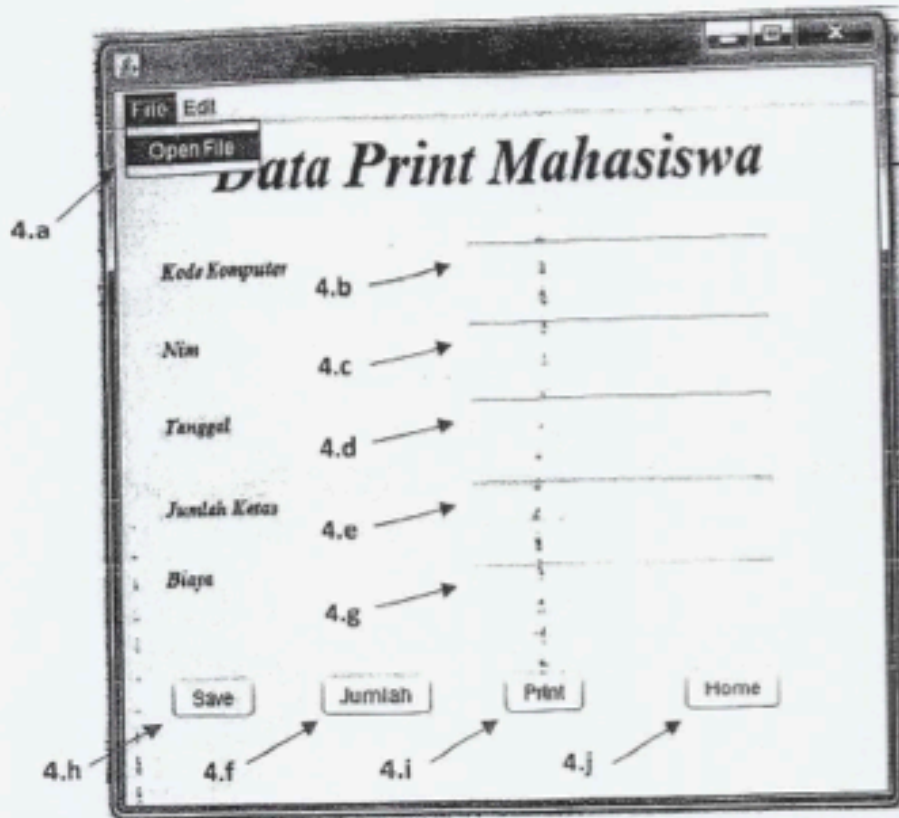 File Edit
Open File
Data Print Mahasiswa
4.a
Kode Komputer
4.b
Nim
4.c
Tanggal
4.d
Jumlah Ketas
4.e
Biaya
4.g
Save Jumlah Print Home
4.h 4.f 4.i 4.j